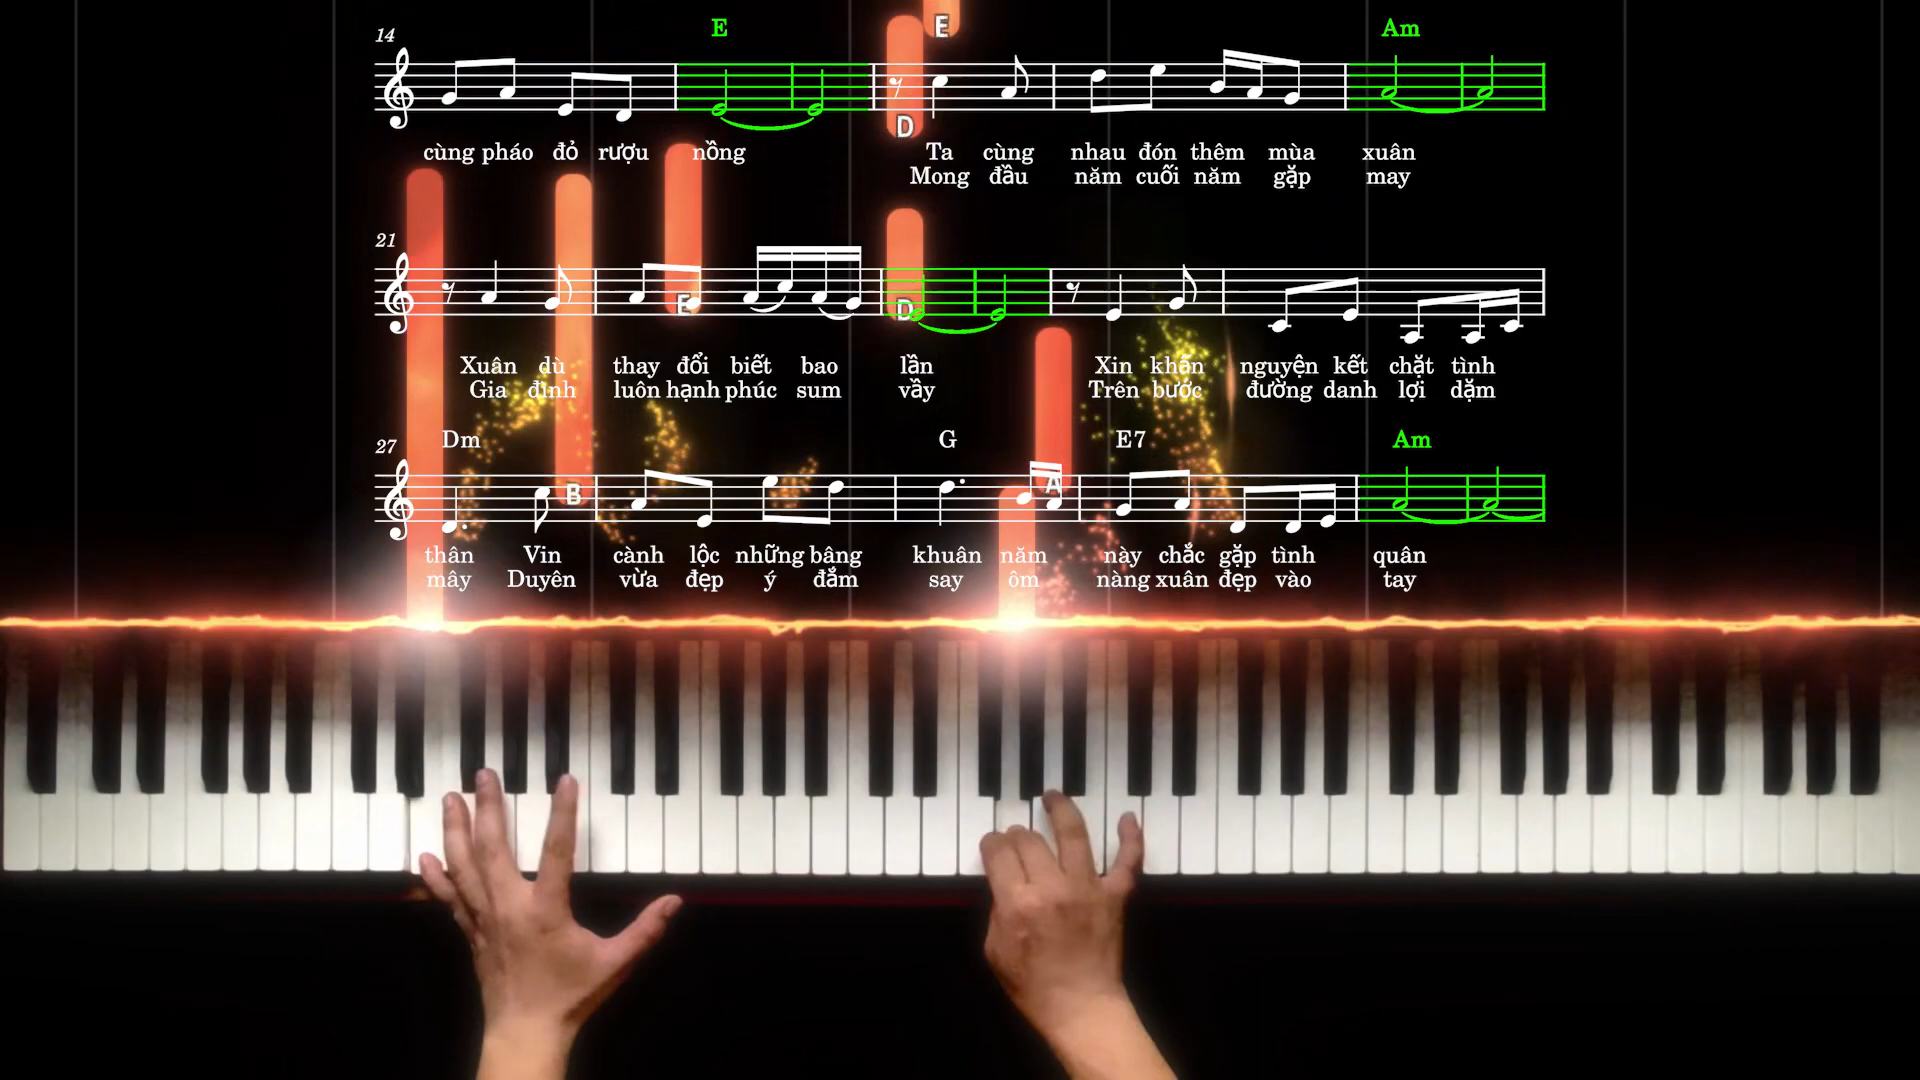 E
14 E Am
D
cùng pháo đỏ rượu nồng Ta cùng nhau đón thêm mùa xuân
Mong đầu năm cuối năm gặp may
21
E D
Xuân dù thay đổi biết bao lần Xin khấn nguyện kết chặt tình
Gia đình luôn hạnh phúc sum vầy Trên bước đường danh lợi dặm
27 Dm G E7 Am
B A
thân Vin cành lộc những bâng khuân năm này chắc gặp tình quân
mây Duyên vừa đẹp ý đắm say ôm nàng xuân đẹp vào tay